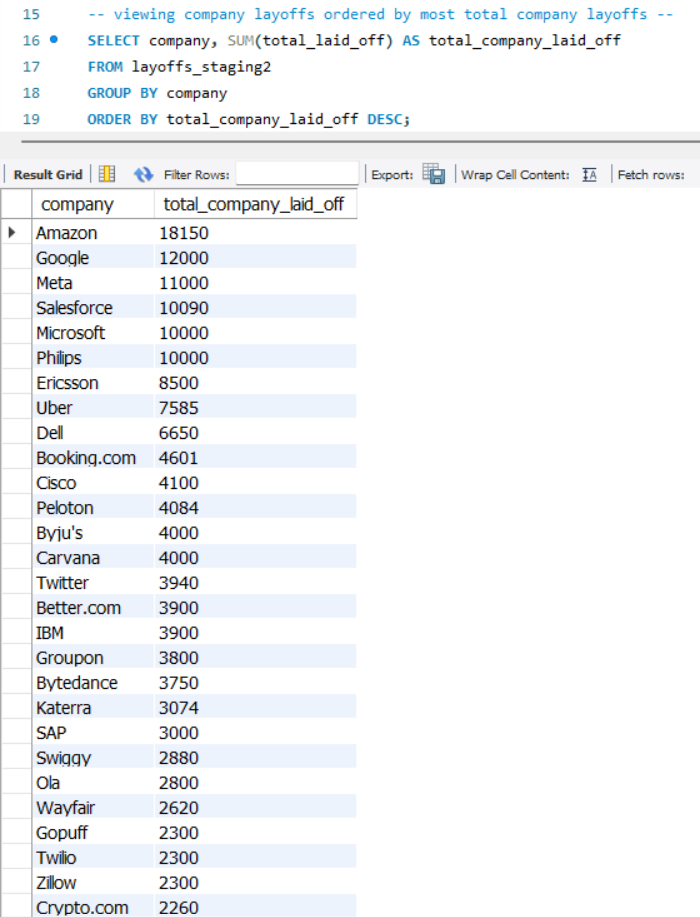 15 -- viewing company layoffs ordered by most total company layoffs --
16 SELECT company, SUM(total_laid_off) AS total_company_laid_off
17 FROM layoffs_staging2
18 GROUP BY company
19 ORDER BY total_company_laid_off DESC;
Result Grid Filter Rows: Export: Wrap Cell Content: IA Fetch rows:
company total_company_laid_off
Amazon 18150
Google 12000
Meta 11000
Salesforce 10090
Microsoft 10000
Philips 10000
Ericsson 8500
Uber 7585
Dell 6650
Booking.com 4601
Cisco 4100
Peloton 4084
Byju's 4000
Carvana 4000
Twitter 3940
Better.com 3900
IBM 3900
Groupon 3800
Bytedance 3750
Katerra 3074
SAP 3000
Swiggy 2880
Ola 2800
Wayfair 2620
Gopuff 2300
Twilio 2300
Zillow 2300
Crypto.com 2260